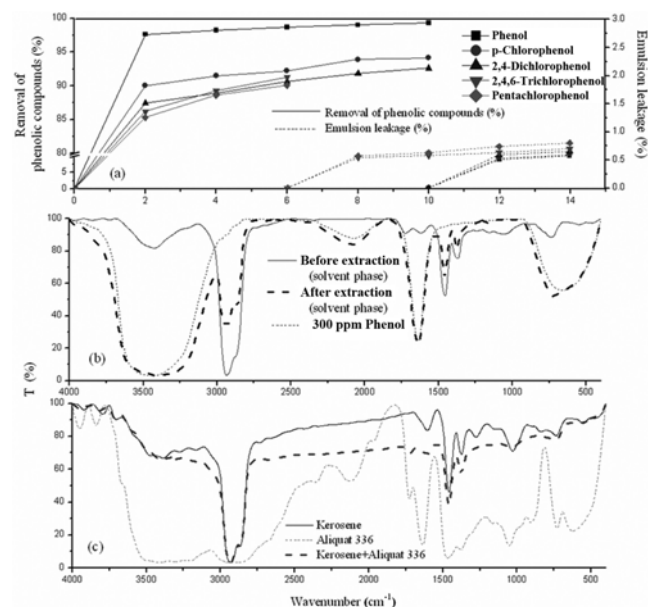 Removal of
phenolic compounds (%)
100
95
90
85
80
5
0
3.0
2.5
2.0
1.5
1.0
0.5
0.0
Emulsion leakage (%)
Phenol
p-Chlorophenol
2,4-Dichlorophenol
2,4,6-Trichlorophenol
Pentachlorophenol
Removal of phenolic compounds (%)
Emulsion leakage (%)
(a)
0 2 4 6 8 10 12 14
T (%)
100
80
60
40
20
0
Before extraction
(solvent phase)
After extraction
(solvent phase)
300 ppm Phenol
(b)
4000 3500 3000 2500 2000 1500 1000 500
100
80
60
40
20
0
(c)
Kerosene
Aliquat 336
Kerosene+Aliquat 336
4000 3500 3000 2500 2000 1500 1000 500
Wavenumber (cm⁻¹)